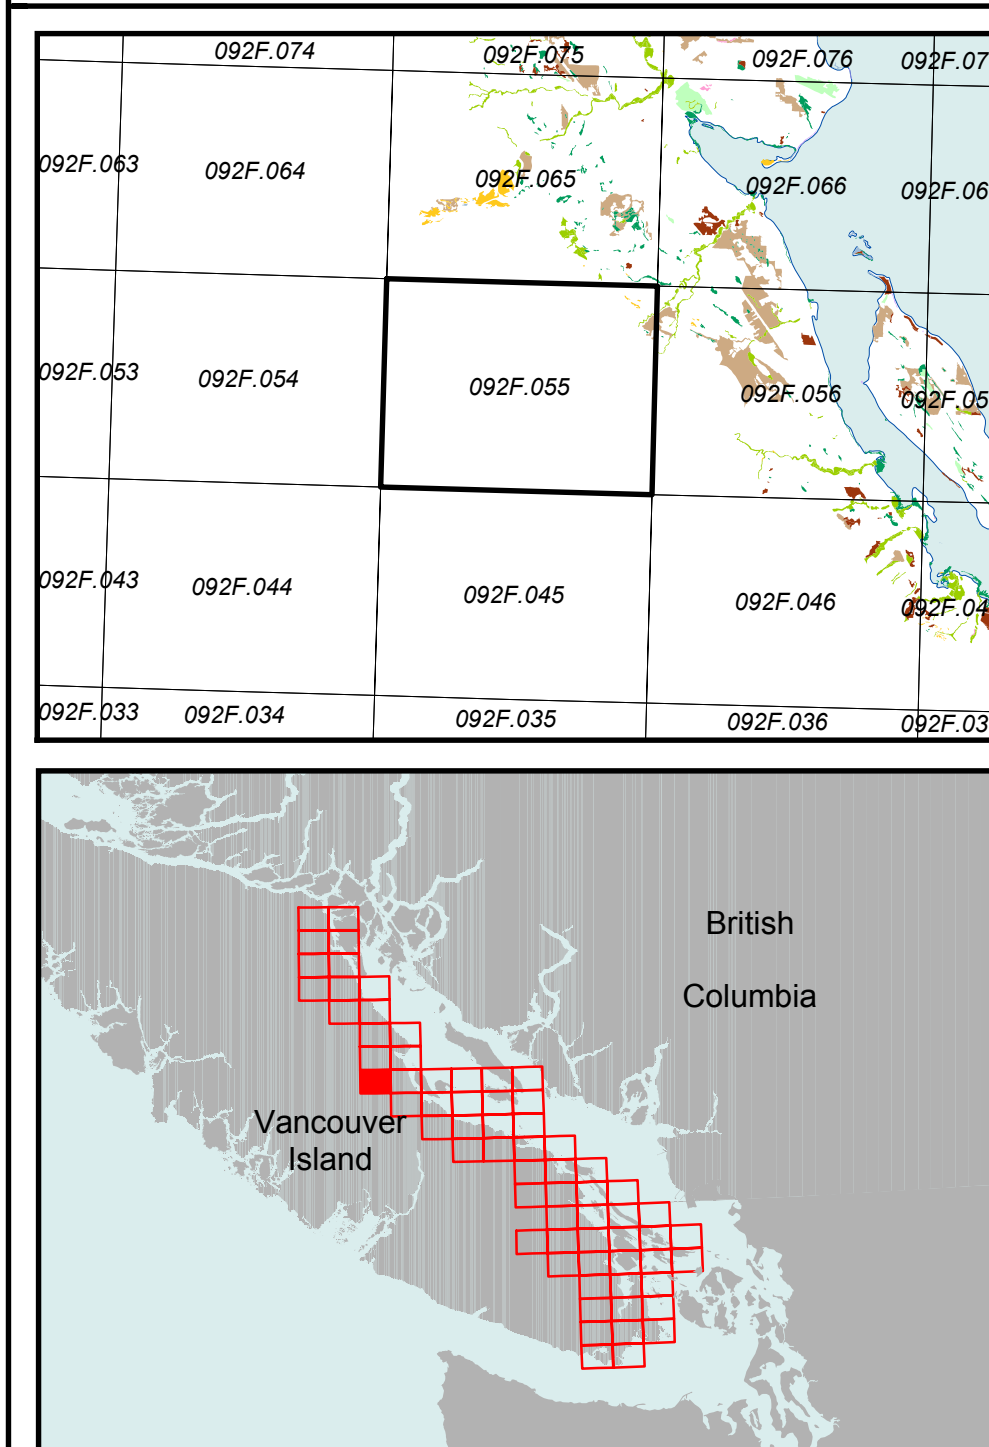 092F.074 092F.075 092F.076 092F.07
092F.063 092F.064 092F.065 092F.066 092F.06
092F.053 092F.054 092F.055 092F.056 092F.05
092F.043 092F.044 092F.045 092F.046 092F.04
092F.033 092F.034 092F.035 092F.036 092F.03
British
Columbia
Vancouver
Island